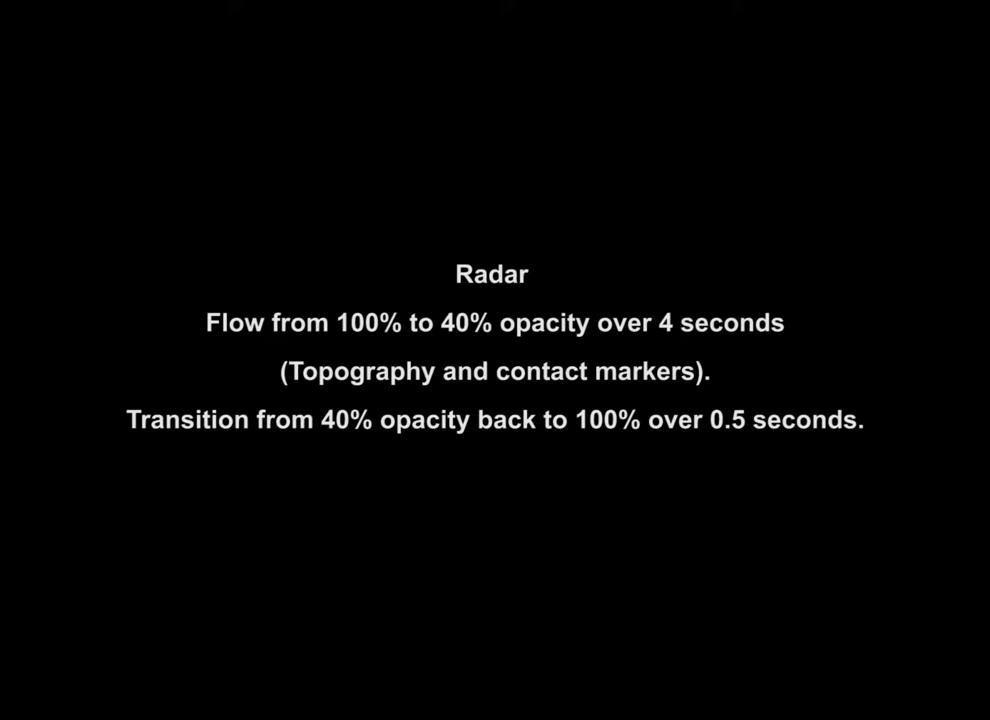 Radar
Flow from 100% to 40% opacity over 4 seconds
(Topography and contact markers).
Transition from 40% opacity back to 100% over 0.5 seconds.